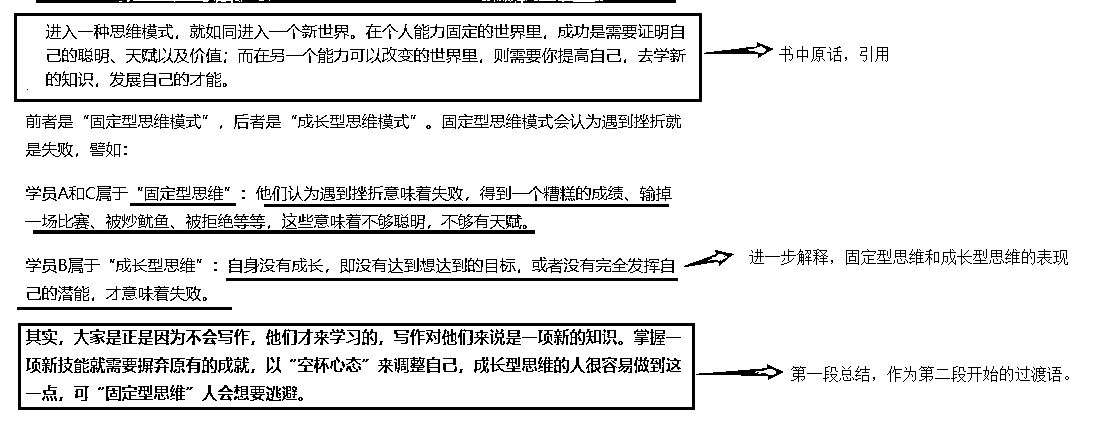 进入一种思维模式，就如同进入一个新世界。在个人能力固定的世界里，成功是需要证明自
己的聪明、天赋以及价值；而在另一个能力可以改变的世界里，则需要你提高自己，去学新
的知识，发展自己的才能。
书中原话，引用
前者是“固定型思维模式”，后者是“成长型思维模式”。固定型思维模式会认为遇到挫折就
是失败，譬如：
学员A和C属于“固定型思维”：他们认为遇到挫折意味着失败，得到一个糟糕的成绩、输掉
一场比赛、被炒鱿鱼、被拒绝等等，这些意味着不够聪明，不够有天赋。
学员B属于“成长型思维”：自身没有成长，即没有达到想达到的目标，或者没有完全发挥自
己的潜能，才意味着失败。
进一步解释，固定型思维和成长型思维的表现
其实，大家是正是因为不会写作，他们才来学习的，写作对他们来说是一项新的知识。掌握一
项新技能就需要摒弃原有的成就，以“空杯心态”来调整自己，成长型思维的人很容易做到这
一点，可“固定型思维”人会想要逃避。
第一段总结，作为第二段开始的过渡语。